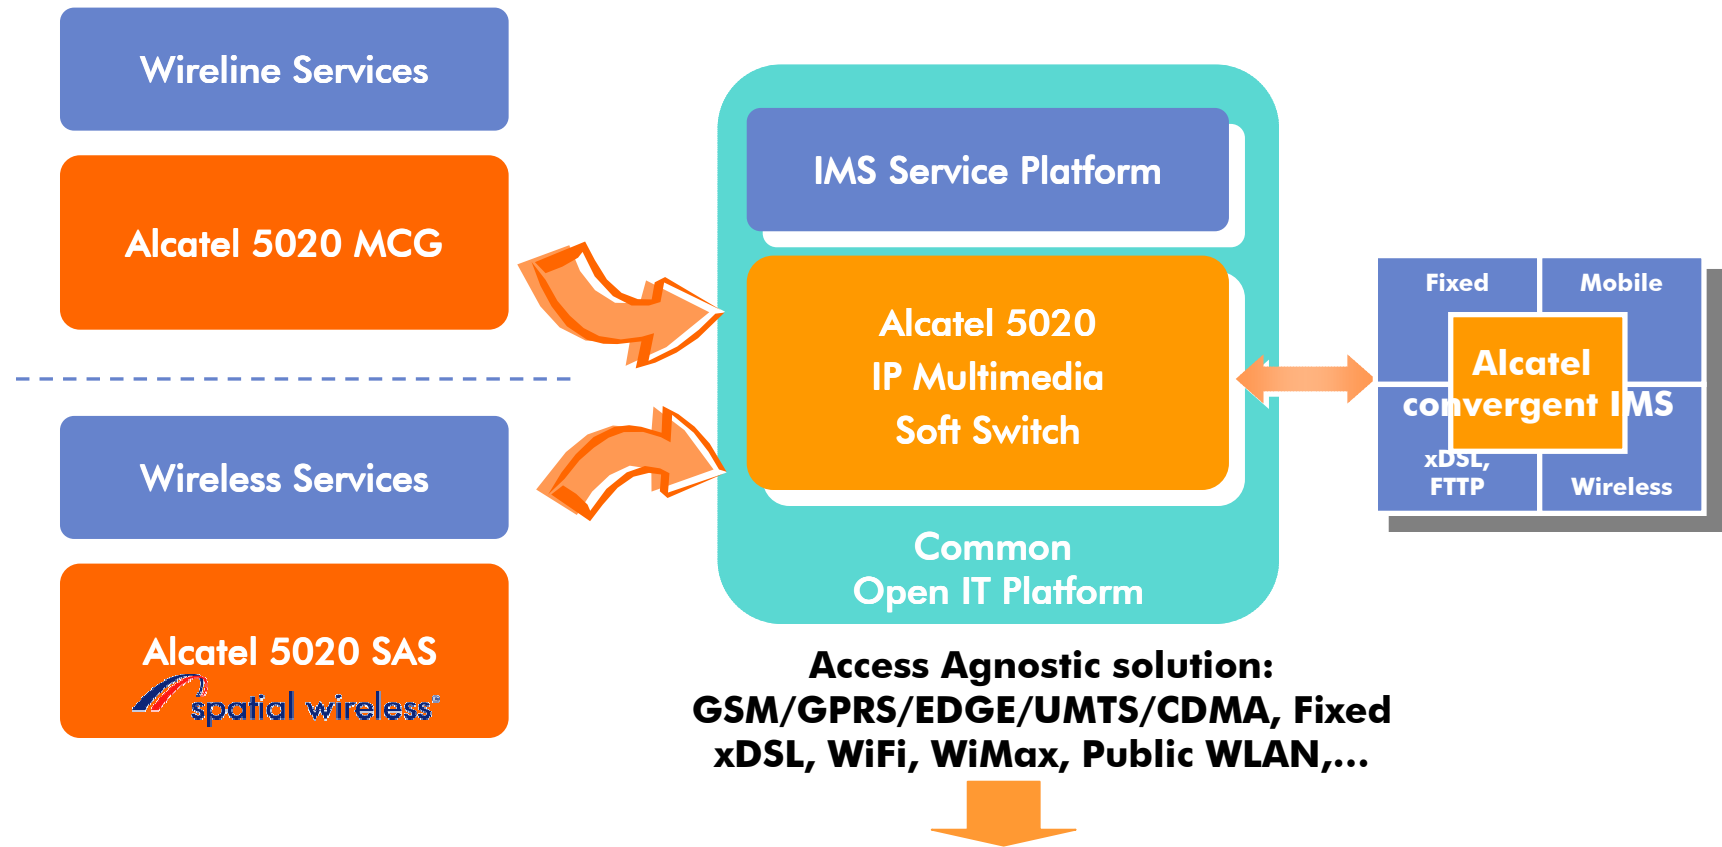 Wireline Services
Alcatel 5020 MCG
Wireless Services
Alcatel 5020 SAS
spatial wireless™
IMS Service Platform
Alcatel 5020
IP Multimedia
Soft Switch
Common
Open IT Platform
Access Agnostic solution:
GSM/GPRS/EDGE/UMTS/CDMA, Fixed
xDSL, WiFi, WiMax, Public WLAN,...
Fixed
Mobile
Alcatel
convergent IMS
xDSL,
FTTP
Wireless